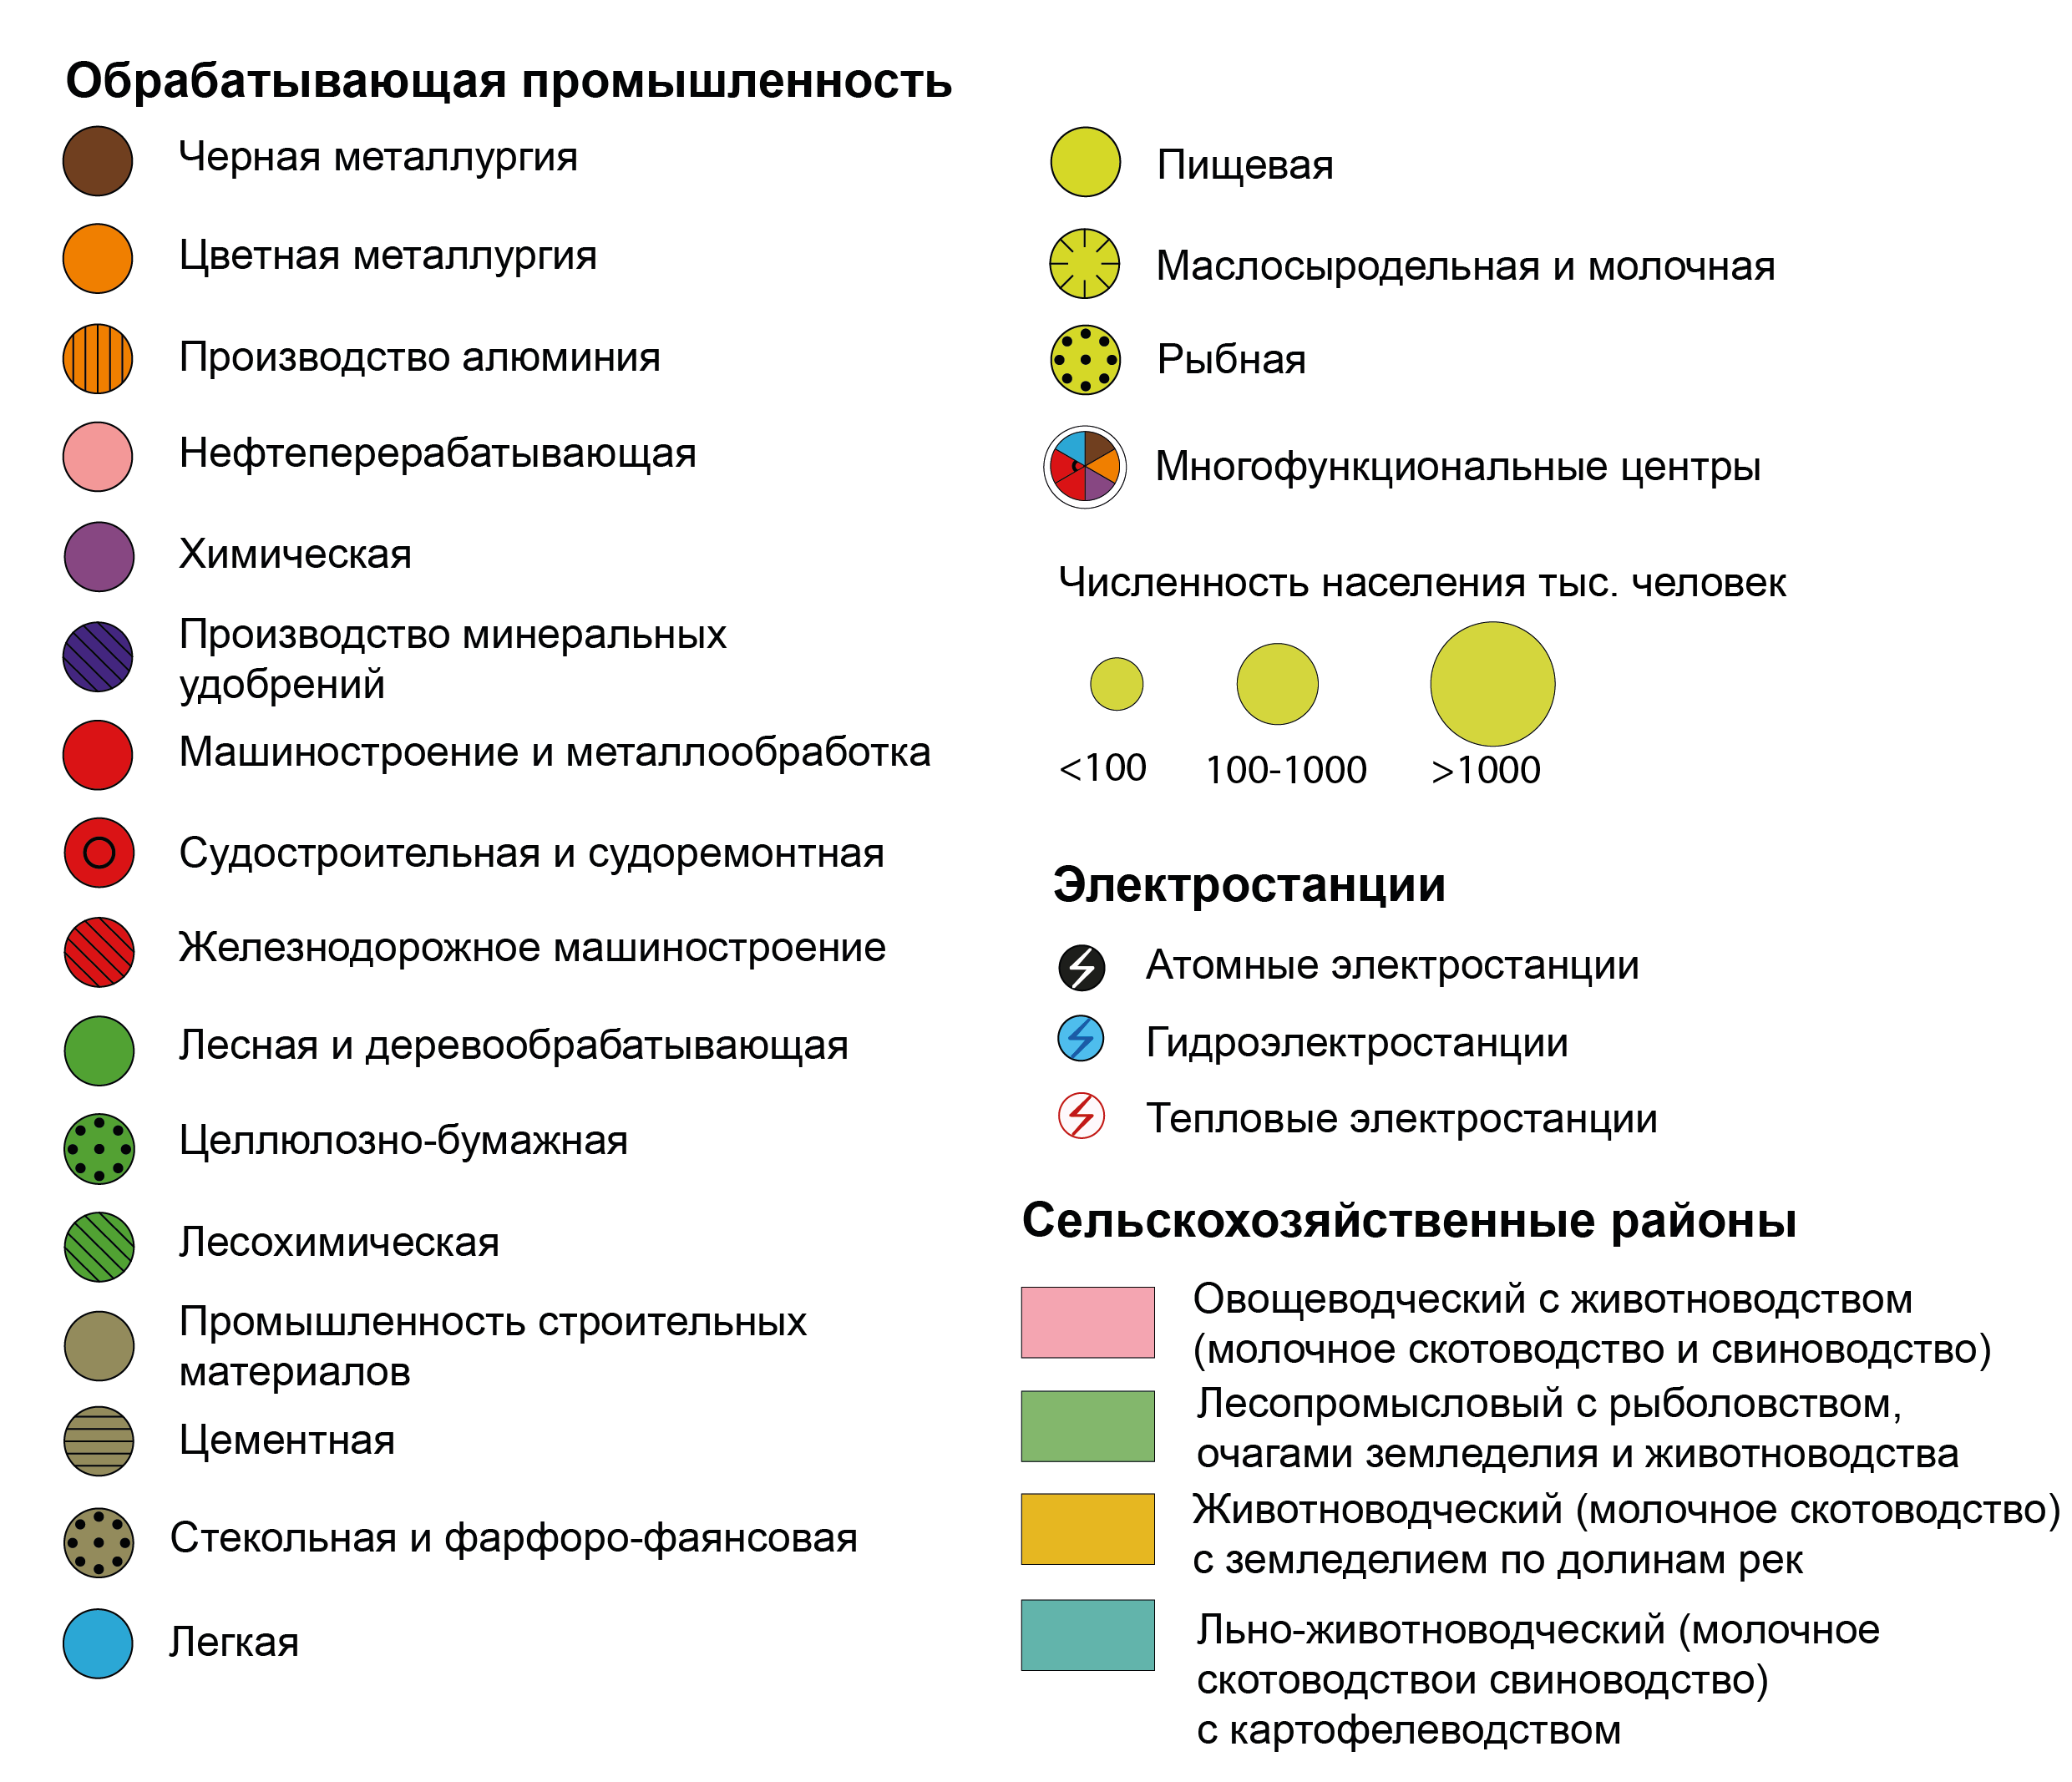 Обрабатывающая промышленность
Черная металлургия
Цветная металлургия
Производство алюминия
Нефтеперерабатывающая
Химическая
Производство минеральных
удобрений
Машиностроение и металлообработка
Судостроительная и судоремонтная
Железнодорожное машиностроение
Лесная и деревообрабатывающая
Целлюлозно-бумажная
Лесохимическая
Промышленность строительных
материалов
Цементная
Стекольная и фарфоро-фаянсовая
Легкая
Пищевая
Маслосыродельная и молочная
Рыбная
Многофункциональные центры
Численность населения тыс. человек
<100 100-1000 >1000
Электростанции
Атомные электростанции
Гидроэлектростанции
Тепловые электростанции
Сельскохозяйственные районы
Овощеводческий с животноводством
(молочное скотоводство и свиноводство)
Лесопромысловый с рыболовством,
очагами земледелия и животноводства
Животноводческий (молочное скотоводство)
с земледелием по долинам рек
Льно-животноводческий (молочное
скотоводствои свиноводство)
с картофелеводством